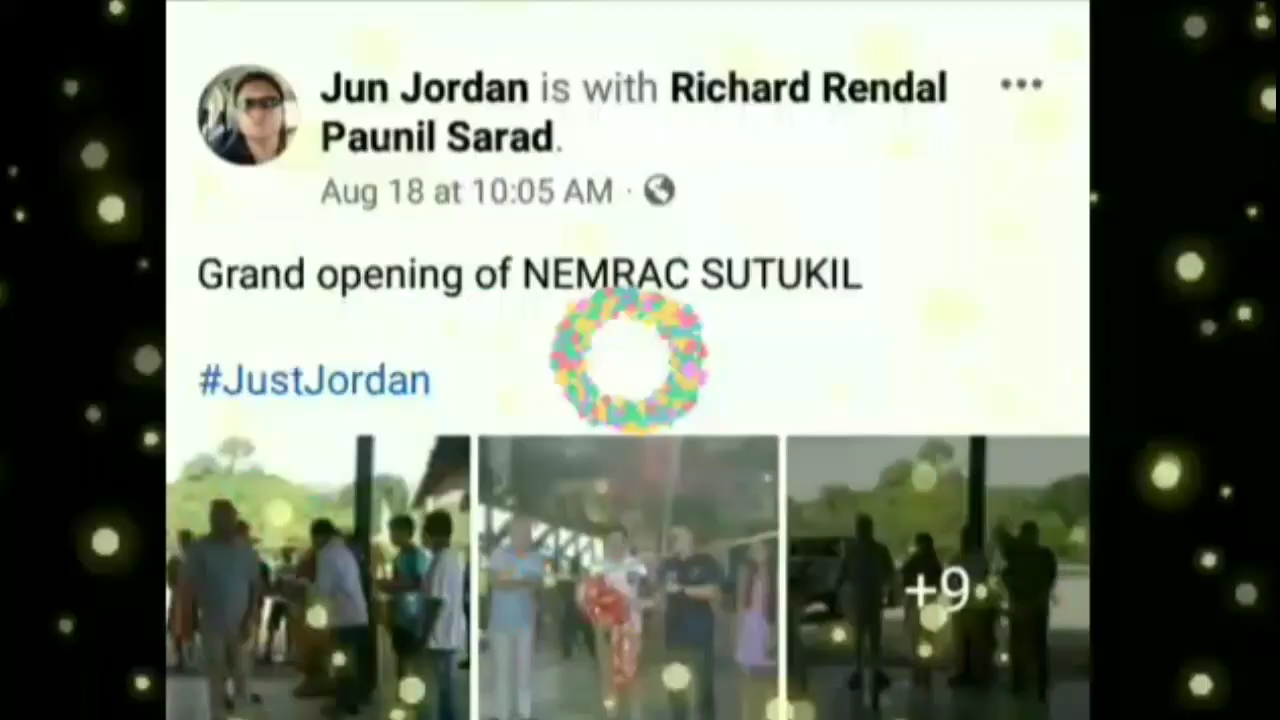 Jun Jordan is with Richard Rendal
Paunil Sarad.
Aug 18 at 10:05 AM ·
Grand opening of NEMRAC SUTUKIL
#JustJordan
+9